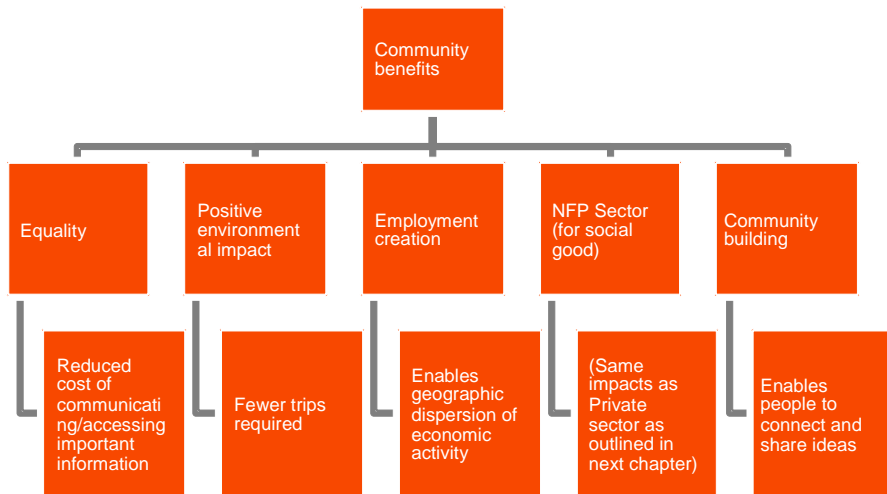 Community
benefits
Equality
Positive
environment
al impact
Employment
creation
NFP Sector
(for social
good)
Community
building
Reduced
cost of
communicati
ng/accessing
important
information
Fewer trips
required
Enables
geographic
dispersion of
economic
activity
(Same
impacts as
Private
sector as
outlined in
next chapter)
Enables
people to
connect and
share ideas